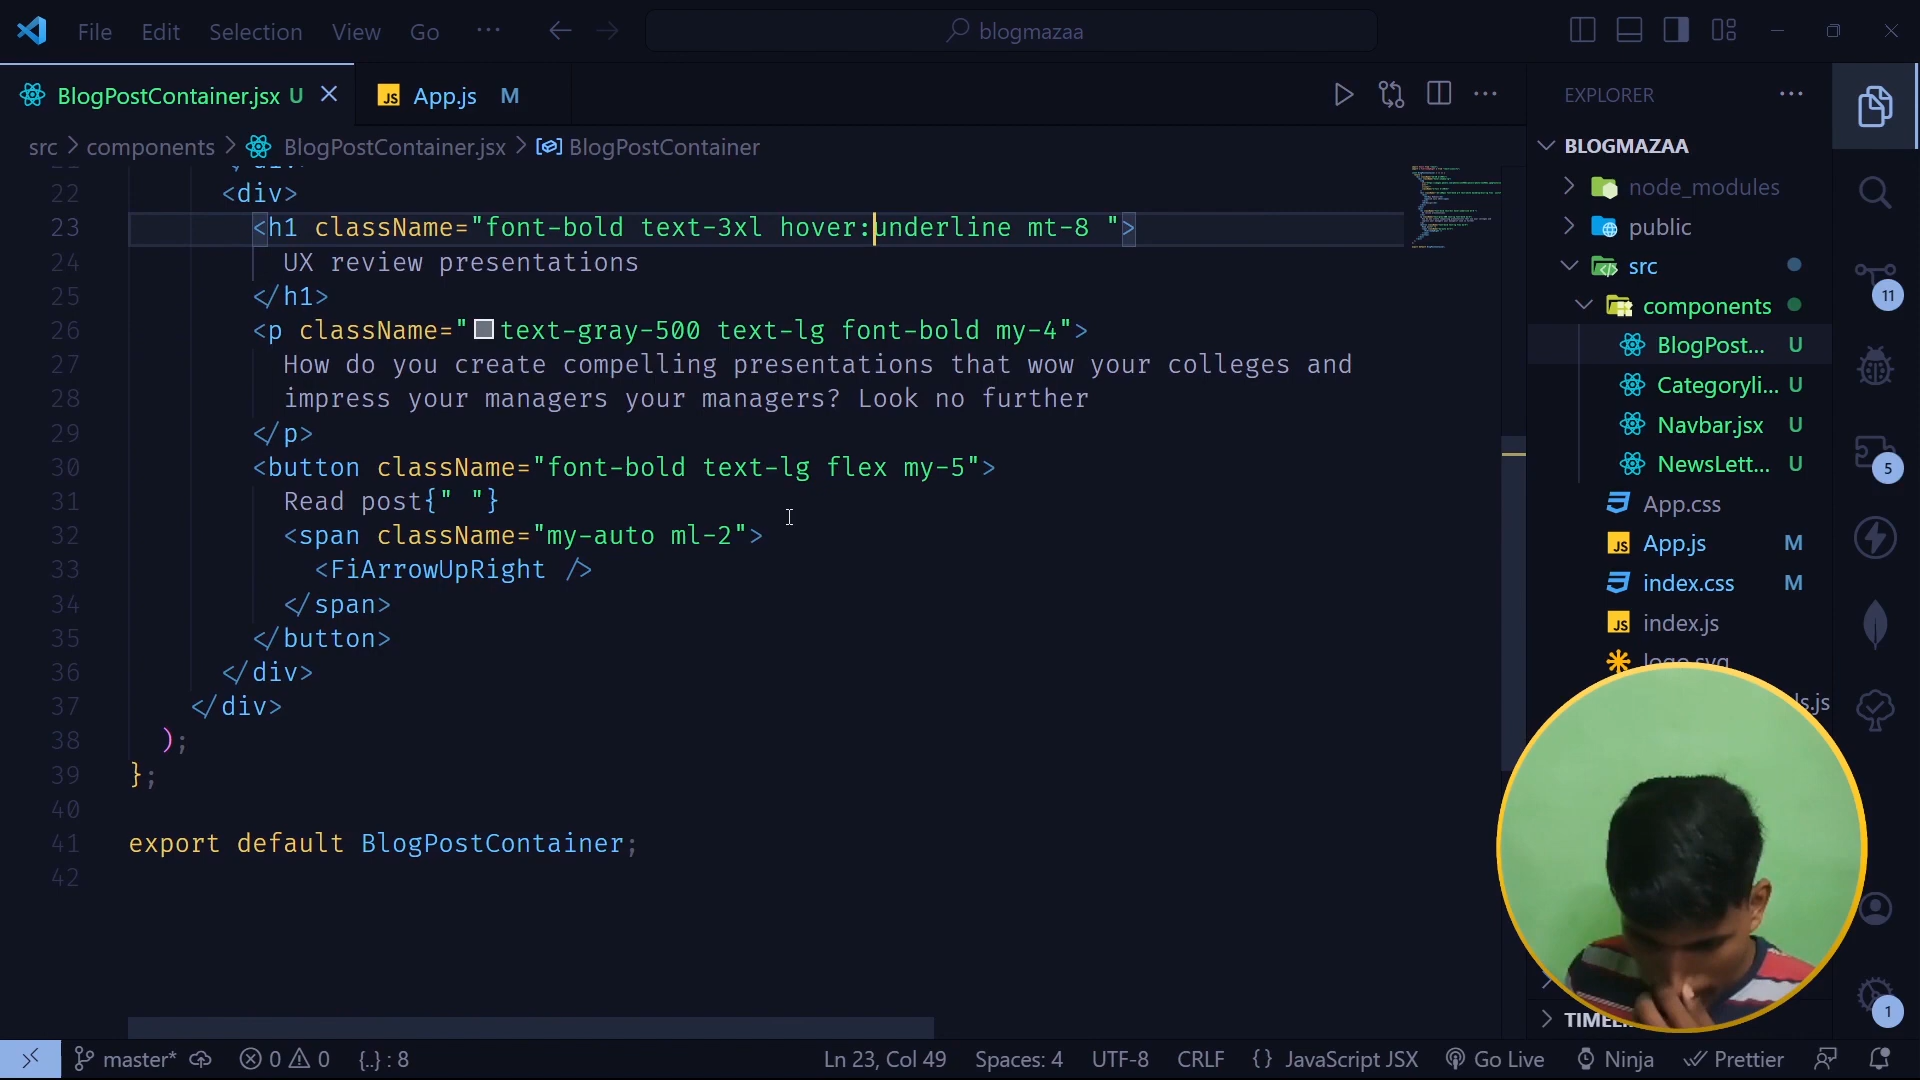 File Edit Selection View Go ··· blogmazaa
BlogPostContainer.jsx U App.js M
EXPLORER
src > components > BlogPostContainer.jsx > BlogPostContainer
BLOGMAZAA
node_modules
public
src
components
BlogPost... U
Categoryli... U
Navbar.jsx U
NewsLett... U
App.css
App.js M
index.css M
index.js
logo.svg
ls.js
11
5
1
22 <div>
23 <h1 className="font-bold text-3xl hover:underline mt-8 ">
24 UX review presentations
25 </h1>
26 <p className="text-gray-500 text-lg font-bold my-4">
27 How do you create compelling presentations that wow your colleges and
28 impress your managers your managers? Look no further
29 </p>
30 <button className="font-bold text-lg flex my-5">
31 Read post{" "}
32 <span className="my-auto ml-2">
33 <FiArrowUpRight />
34 </span>
35 </button>
36 </div>
37 </div>
38 );
39 };
40
41 export default BlogPostContainer;
42
master* 0 0 {..} : 8 Ln 23, Col 49 Spaces: 4 UTF-8 CRLF {} JavaScript JSX Go Live Ninja Prettier